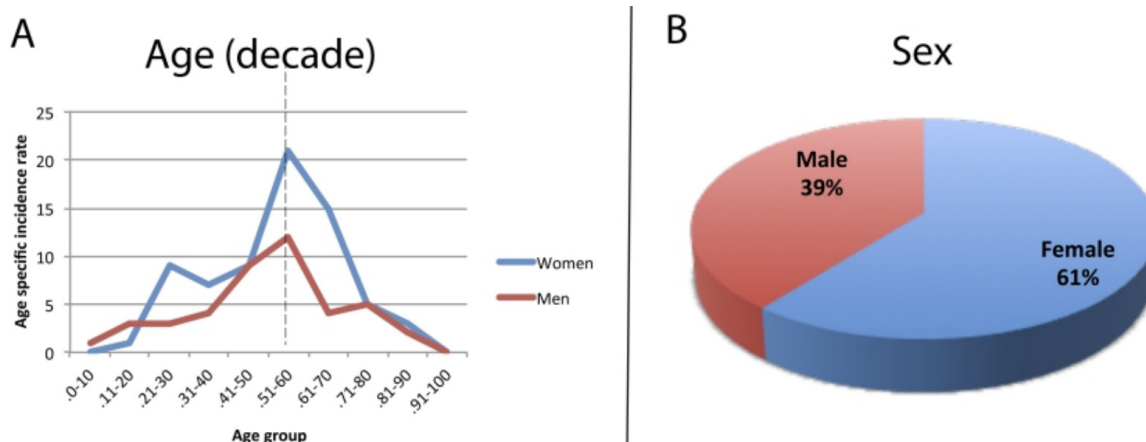 A
Age (decade)
25
20
15
10
5
0
Age specific incidence rate
.0-10
.11-20
.21-30
.31-40
.41-50
.51-60
.61-70
.71-80
.81-90
.91-100
Age group
Women
Men
B
Sex
Male
39%
Female
61%